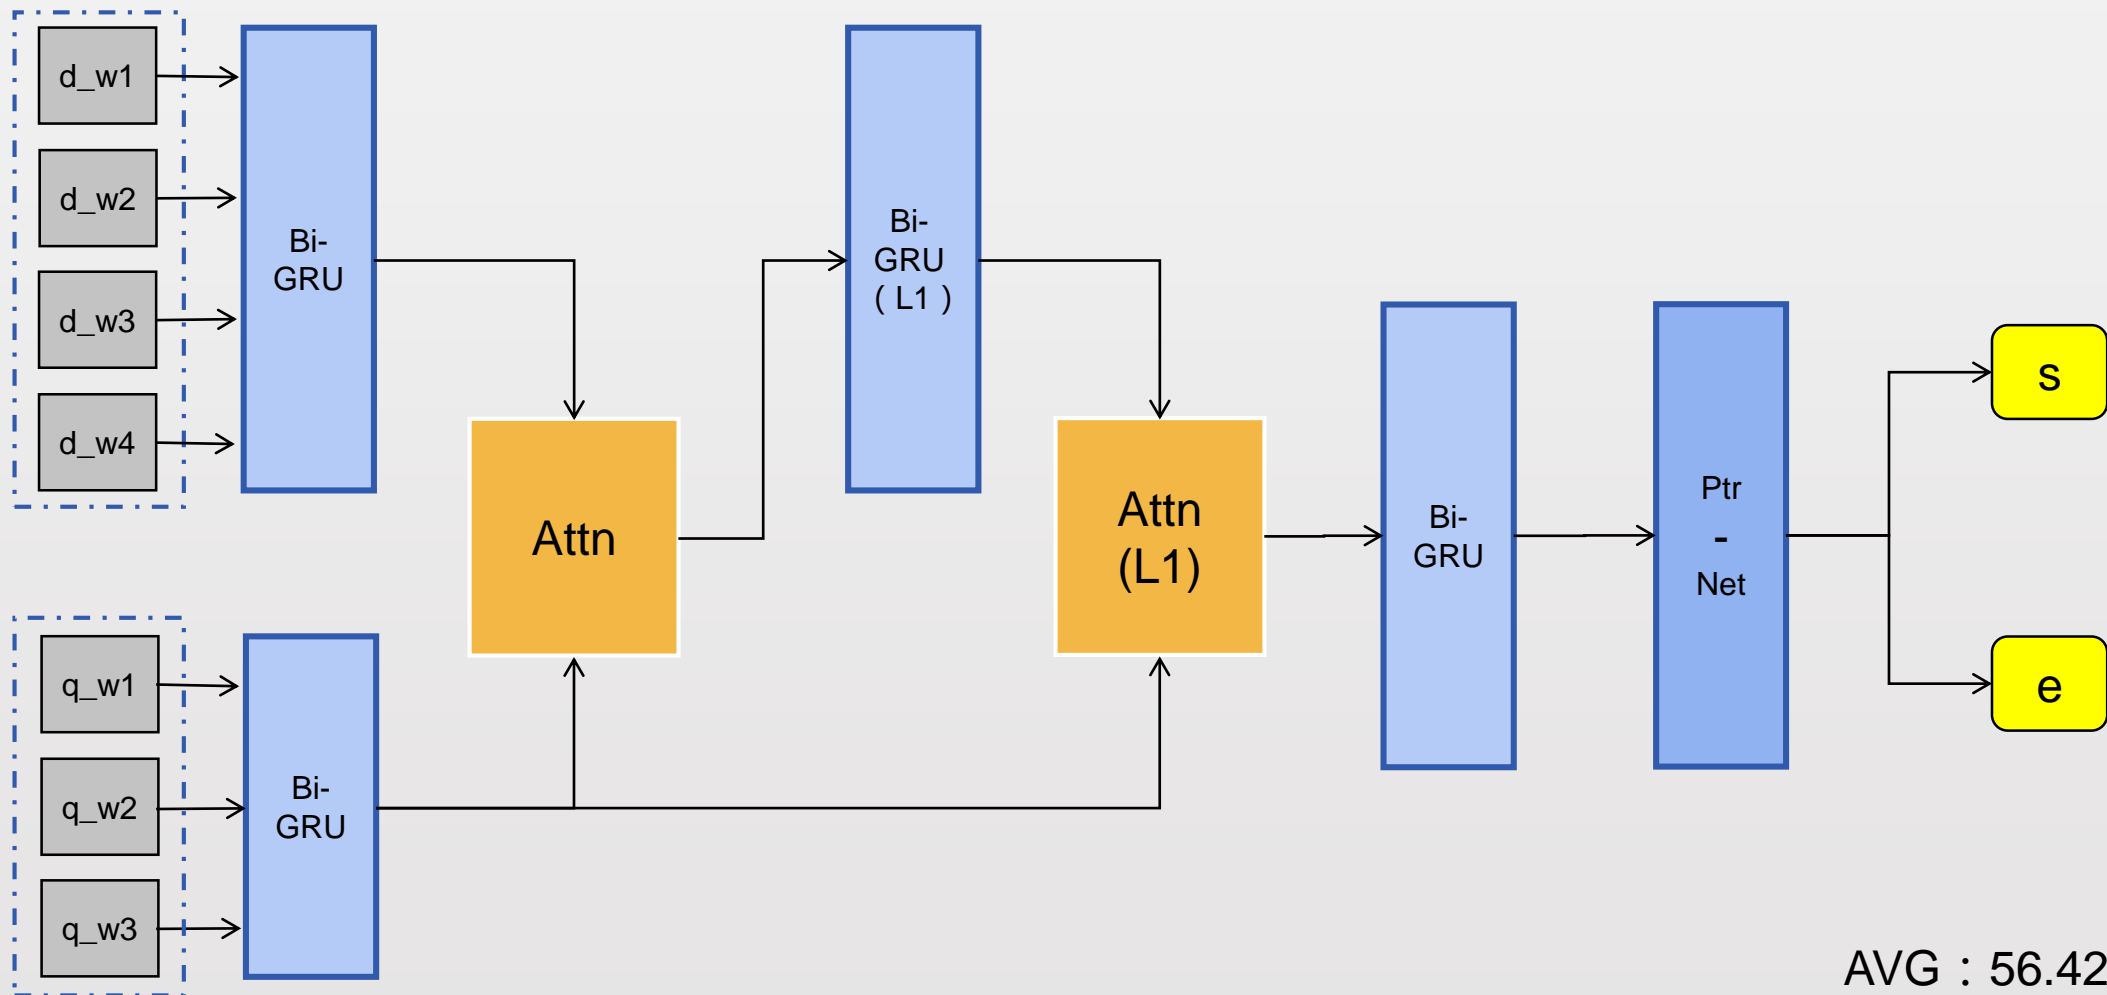 d_w1
d_w2
d_w3
d_w4
Bi-
GRU
Attn
q_w1
q_w2
q_w3
Bi-
GRU
Bi-
GRU
( L1 )
Attn
(L1)
Bi-
GRU
Ptr
-
Net
s
e
AVG：56.42